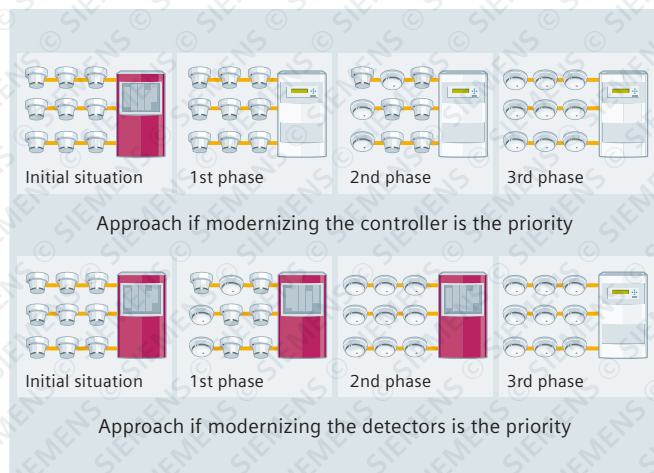 Initial situation
1st phase
2nd phase
3rd phase
Approach if modernizing the controller is the priority
Initial situation
1st phase
2nd phase
3rd phase
Approach if modernizing the detectors is the priority
© SIEMENS